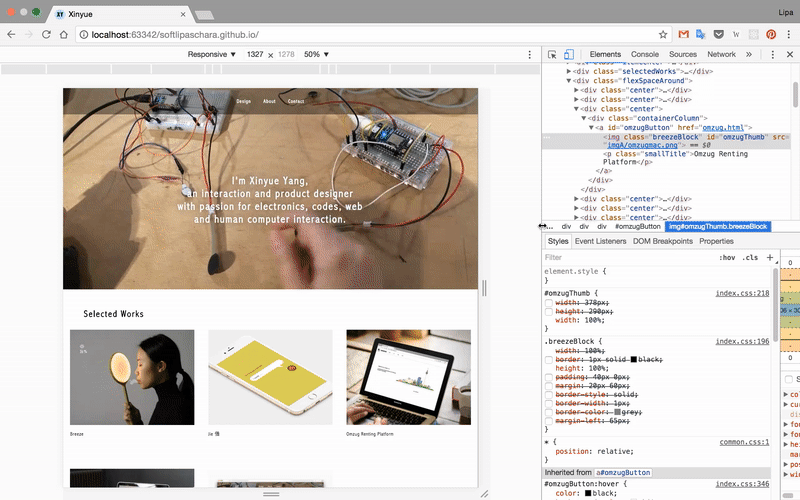 Xinyue
Lipa
localhost:63342/softlipaschara.github.io/
Responsive ▼ 1327 × 1278 50% ▼
Elements Console Sources Network »
<div class="selectedWorks">…</div>
<div class="flexSpaceAround">
<div class="center">…</div>
<div class="center">…</div>
<div class="center">
<div class="containerColumn">
<a id="omzugButton" href="omzug.html">
<img class="breezeBlock" id="omzugThumb" src=
"imgA/omzugmac.png"> == $0
<p class="smallTitle">Omzug Renting
Platform</p>
</a>
</div>
</div>
<div class="center">…</div>
<div class="center">…</div>
<div class="center">…</div>
... div div div #omzugButton img#omzugThumb.breezeBlock
Styles Event Listeners DOM Breakpoints Properties
Filter :hov .cls +
element.style {
}
#omzugThumb { index.css:218
width: 378px;
height: 290px;
width: 100%;
}
.breezeBlock { index.css:196
width: 100%;
border: 1px solid black;
height: 100%;
padding: 40px 0px;
margin: 20px 60px;
border-style: solid;
border-width: 1px;
border-color: grey;
margin-left: 65px;
}
* { common.css:1
position: relative;
}
Inherited from a#omzugButton
#omzugButton:hover { index.css:346
color: black;
Design About Contact
I'm Xinyue Yang,
an interaction and product designer
with passion for electronics, codes, web
and human computer interaction.
Selected Works
Breeze
Omzug Renting Platform